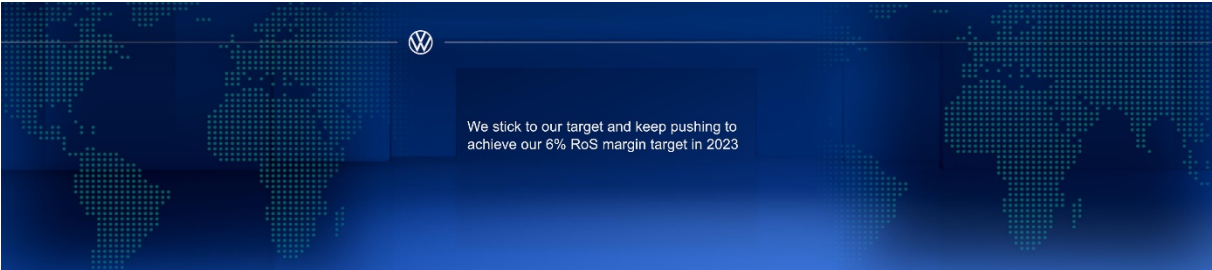 We stick to our target and keep pushing to
achieve our 6% RoS margin target in 2023